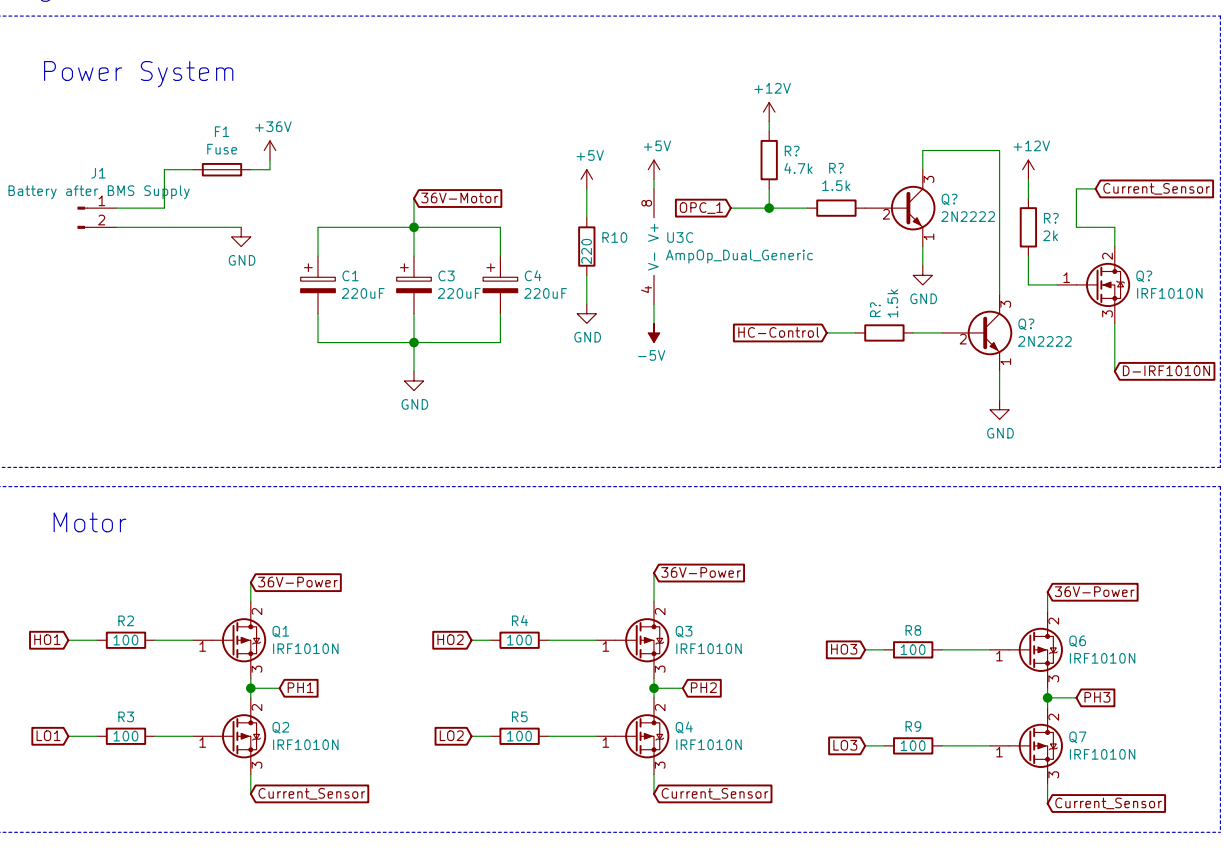 Power System
F1
Fuse
+36V
J1
Battery after BMS Supply
1
2
GND
36V-Motor
+
C1
220uF
+
C3
220uF
+
C4
220uF
GND
+5V
R10
220
GND
+5V
8
V+
U3C
AmpOp_Dual_Generic
V-
4
-5V
+12V
R?
4.7k
OPC_1
R?
1.5k
2
3
Q?
2N2222
1
GND
HC-Control
R?
1.5k
2
3
Q?
2N2222
1
GND
+12V
R?
2k
Current_Sensor
1
2
Q?
IRF1010N
3
D-IRF1010N
Motor
36V-Power
HO1
R2
100
1
2
Q1
IRF1010N
3
PH1
LO1
R3
100
1
2
Q2
IRF1010N
3
Current_Sensor
36V-Power
HO2
R4
100
1
2
Q3
IRF1010N
3
PH2
LO2
R5
100
1
2
Q4
IRF1010N
3
Current_Sensor
36V-Power
HO3
R8
100
1
2
Q6
IRF1010N
3
PH3
LO3
R9
100
1
2
Q7
IRF1010N
3
Current_Sensor